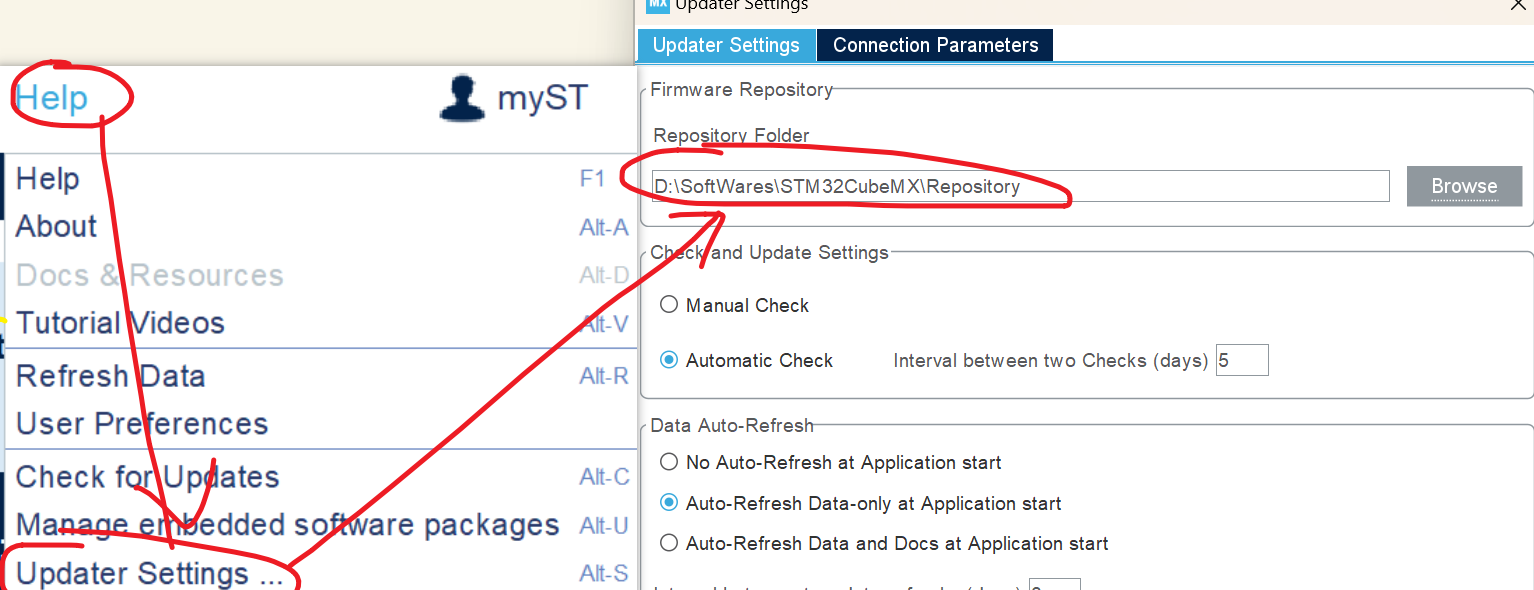 Help
myST
Help F1
About Alt-A
Docs & Resources Alt-D
Tutorial Videos Alt-V
Refresh Data Alt-R
User Preferences
Check for Updates Alt-C
Manage embedded software packages Alt-U
Updater Settings ... Alt-S
MX Updater Settings
Updater Settings
Connection Parameters
Firmware Repository
Repository Folder
D:\SoftWares\STM32CubeMX\Repository
Browse
Check and Update Settings
Manual Check
Automatic Check
Interval between two Checks (days) 5
Data Auto-Refresh
No Auto-Refresh at Application start
Auto-Refresh Data-only at Application start
Auto-Refresh Data and Docs at Application start